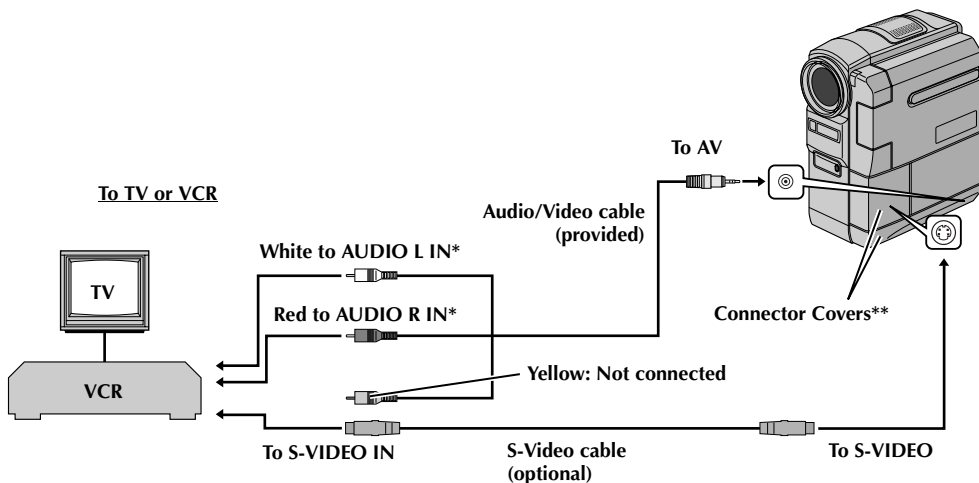 To AV
To TV or VCR
Audio/Video cable
(provided)
White to AUDIO L IN*
TV
Red to AUDIO R IN*
Connector Covers**
Yellow: Not connected
VCR
To S-VIDEO IN
S-Video cable
(optional)
To S-VIDEO